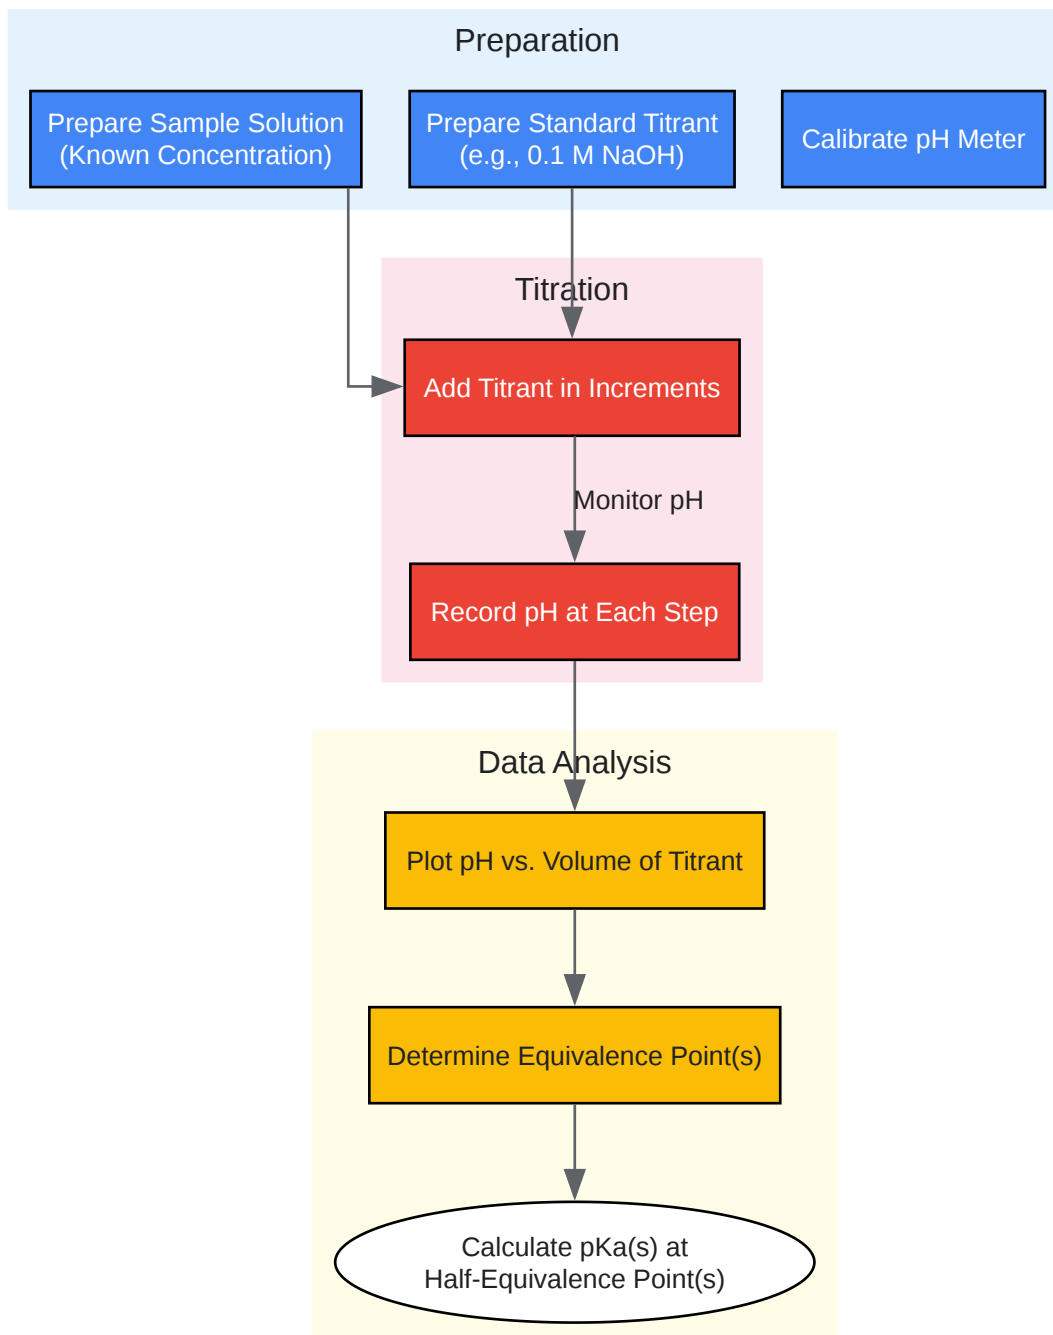 Preparation
Prepare Sample Solution
(Known Concentration)
Prepare Standard Titrant
(e.g., 0.1 M NaOH)
Calibrate pH Meter
Titration
Add Titrant in Increments
Monitor pH
Record pH at Each Step
Data Analysis
Plot pH vs. Volume of Titrant
Determine Equivalence Point(s)
Calculate pKa(s) at
Half-Equivalence Point(s)